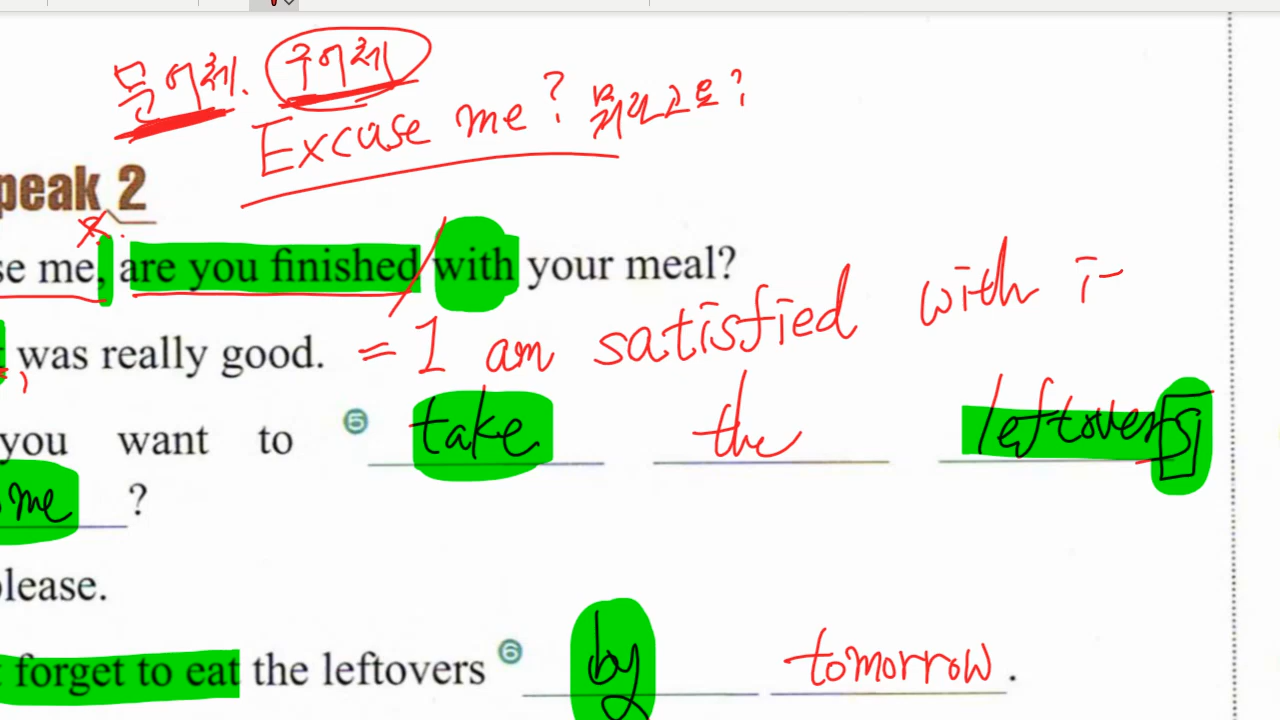 문어체. 구어체
Excuse me? 뭐라고요?
peak 2
se me, are you finished with your meal?
was really good. = I am satisfied with i
you want to ⑤ take the leftovers
me ?
lease.
forget to eat the leftovers ⑥ by tomorrow.